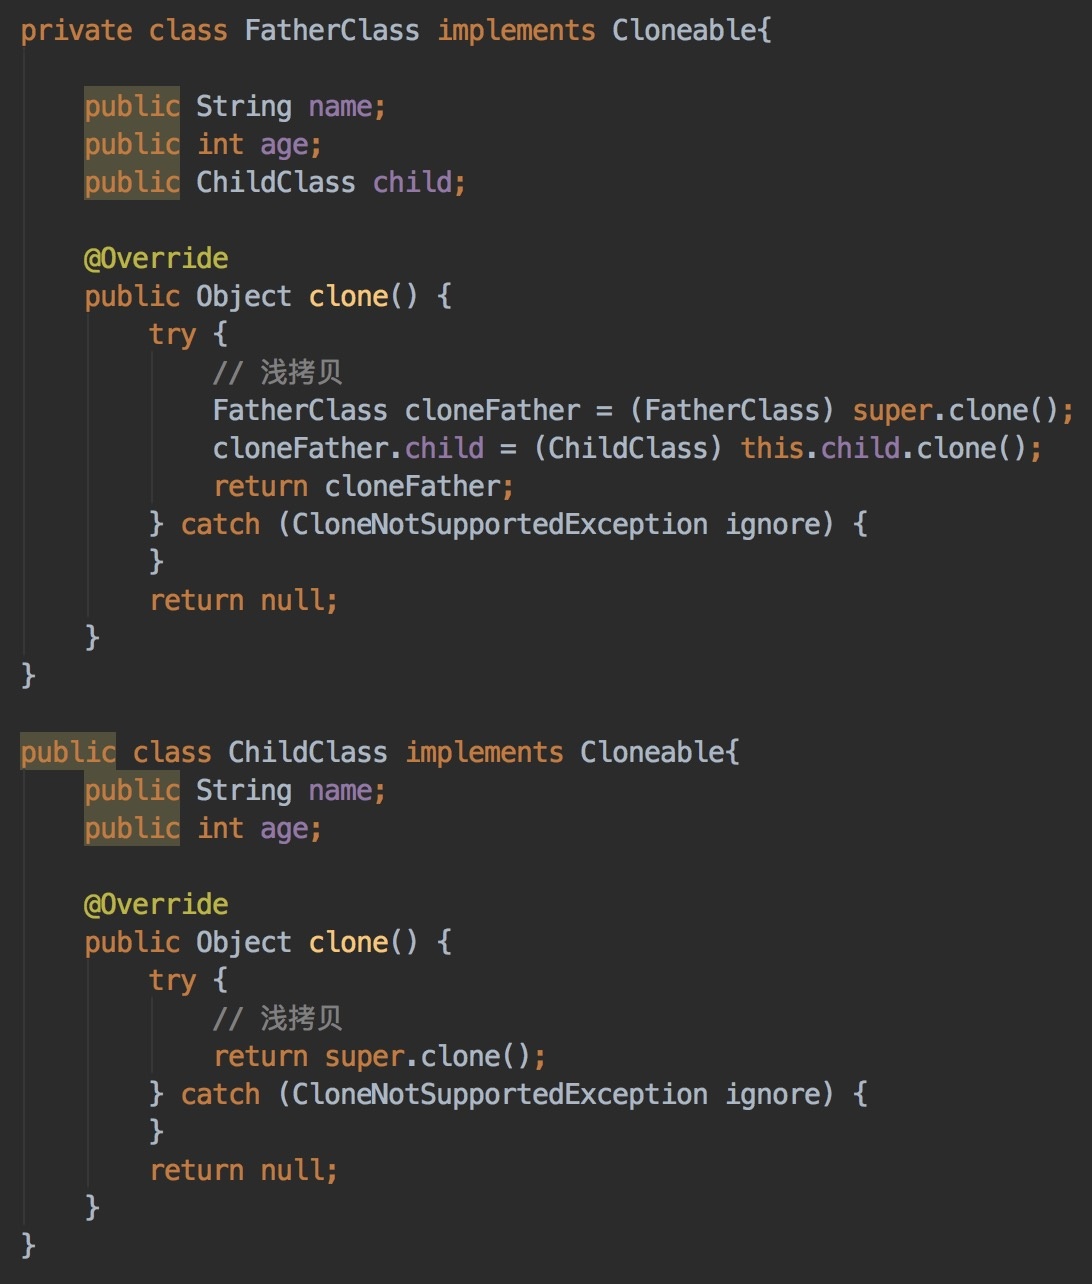 private class FatherClass implements Cloneable{
public String name;
public int age;
public ChildClass child;
@Override
public Object clone() {
try {
// 浅拷贝
FatherClass cloneFather = (FatherClass) super.clone();
cloneFather.child = (ChildClass) this.child.clone();
return cloneFather;
} catch (CloneNotSupportedException ignore) {
}
return null;
}
}
public class ChildClass implements Cloneable{
public String name;
public int age;
@Override
public Object clone() {
try {
// 浅拷贝
return super.clone();
} catch (CloneNotSupportedException ignore) {
}
return null;
}
}